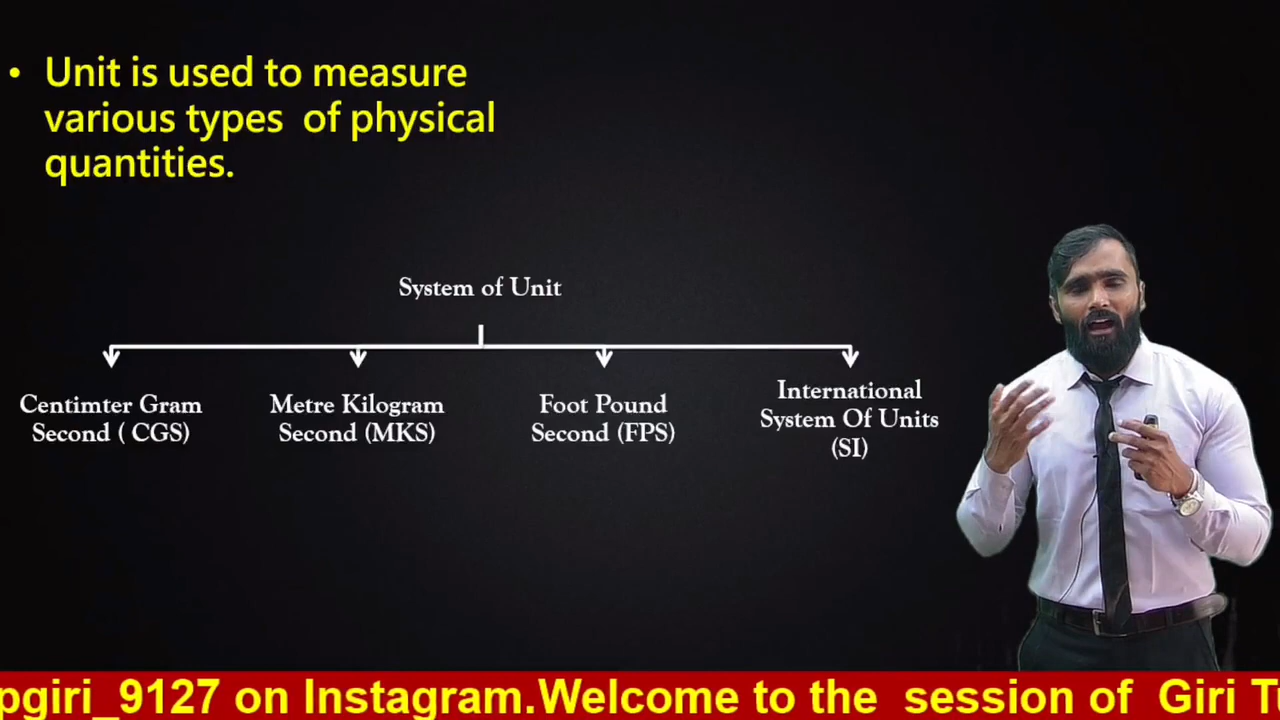 • Unit is used to measure
various types of physical
quantities.
System of Unit
Centimter Gram
Second ( CGS)
Metre Kilogram
Second (MKS)
Foot Pound
Second (FPS)
International
System Of Units
(SI)
pgiri_9127 on Instagram.Welcome to the session of Giri